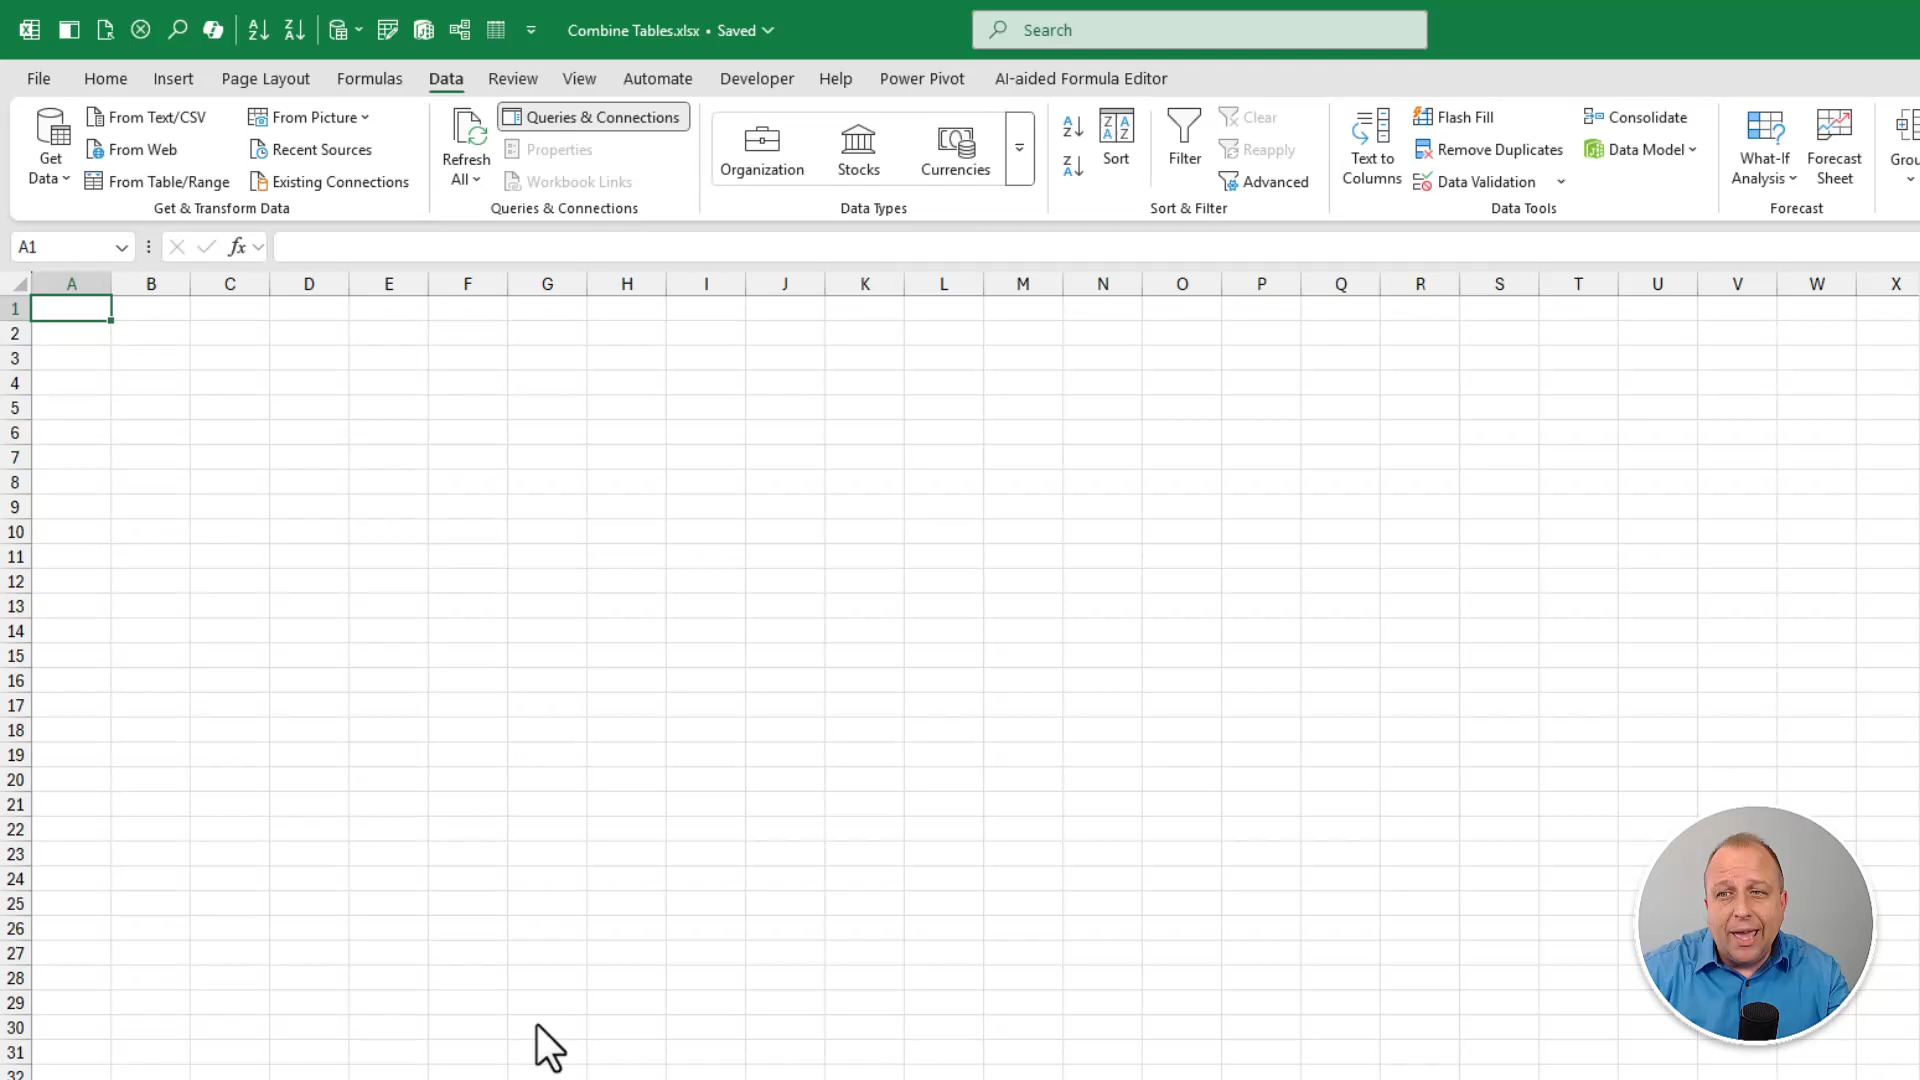 Combine Tables.xlsx • Saved
Search
File Home Insert Page Layout Formulas Data Review View Automate Developer Help Power Pivot AI-aided Formula Editor
Get Data
From Text/CSV
From Web
From Table/Range
From Picture
Recent Sources
Existing Connections
Get & Transform Data
Refresh All
Queries & Connections
Properties
Workbook Links
Queries & Connections
Organization
Stocks
Currencies
Data Types
Sort
Filter
Clear
Reapply
Advanced
Sort & Filter
Text to Columns
Flash Fill
Remove Duplicates
Data Validation
Consolidate
Data Model
Data Tools
What-If Analysis
Forecast Sheet
Forecast
A1
fx
A B C D E F G H I J K L M N O P Q R S T U V W X
1
2
3
4
5
6
7
8
9
10
11
12
13
14
15
16
17
18
19
20
21
22
23
24
25
26
27
28
29
30
31
32